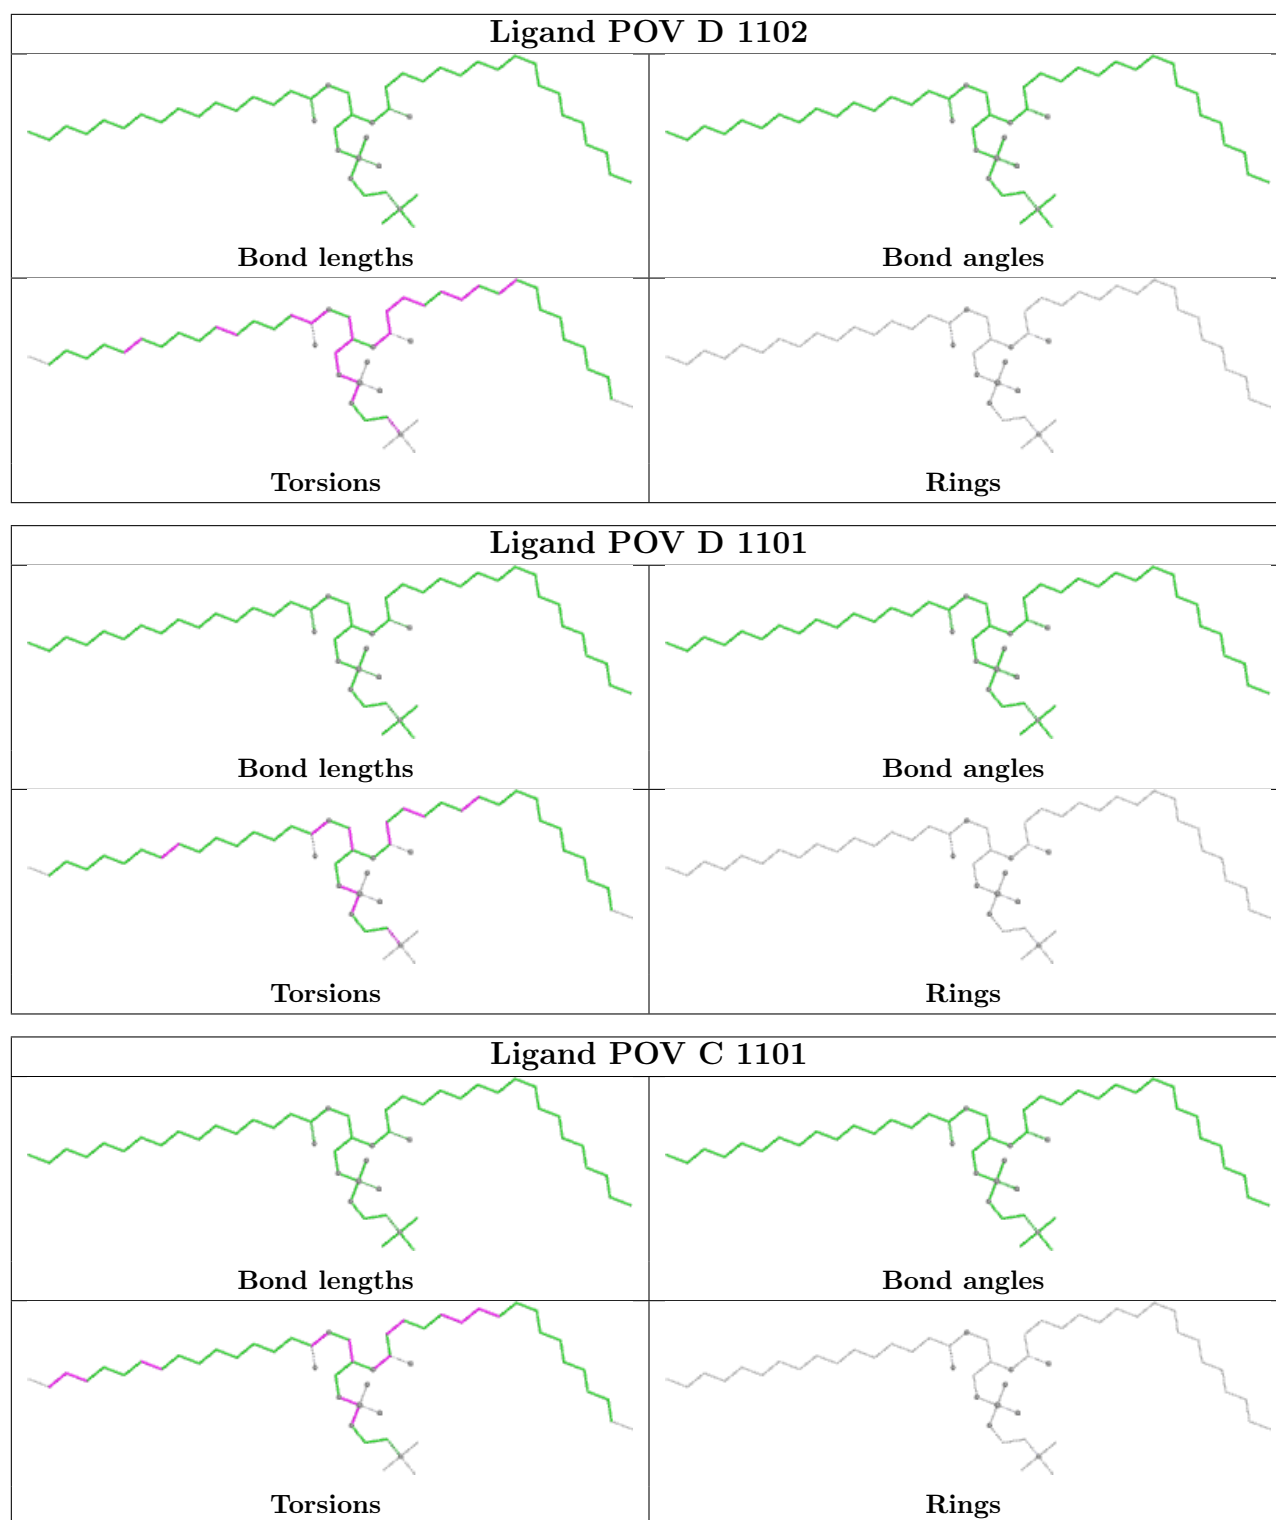 Ligand POV D 1102
Bond lengths
Bond angles
Torsions
Rings
Ligand POV D 1101
Bond lengths
Bond angles
Torsions
Rings
Ligand POV C 1101
Bond lengths
Bond angles
Torsions
Rings